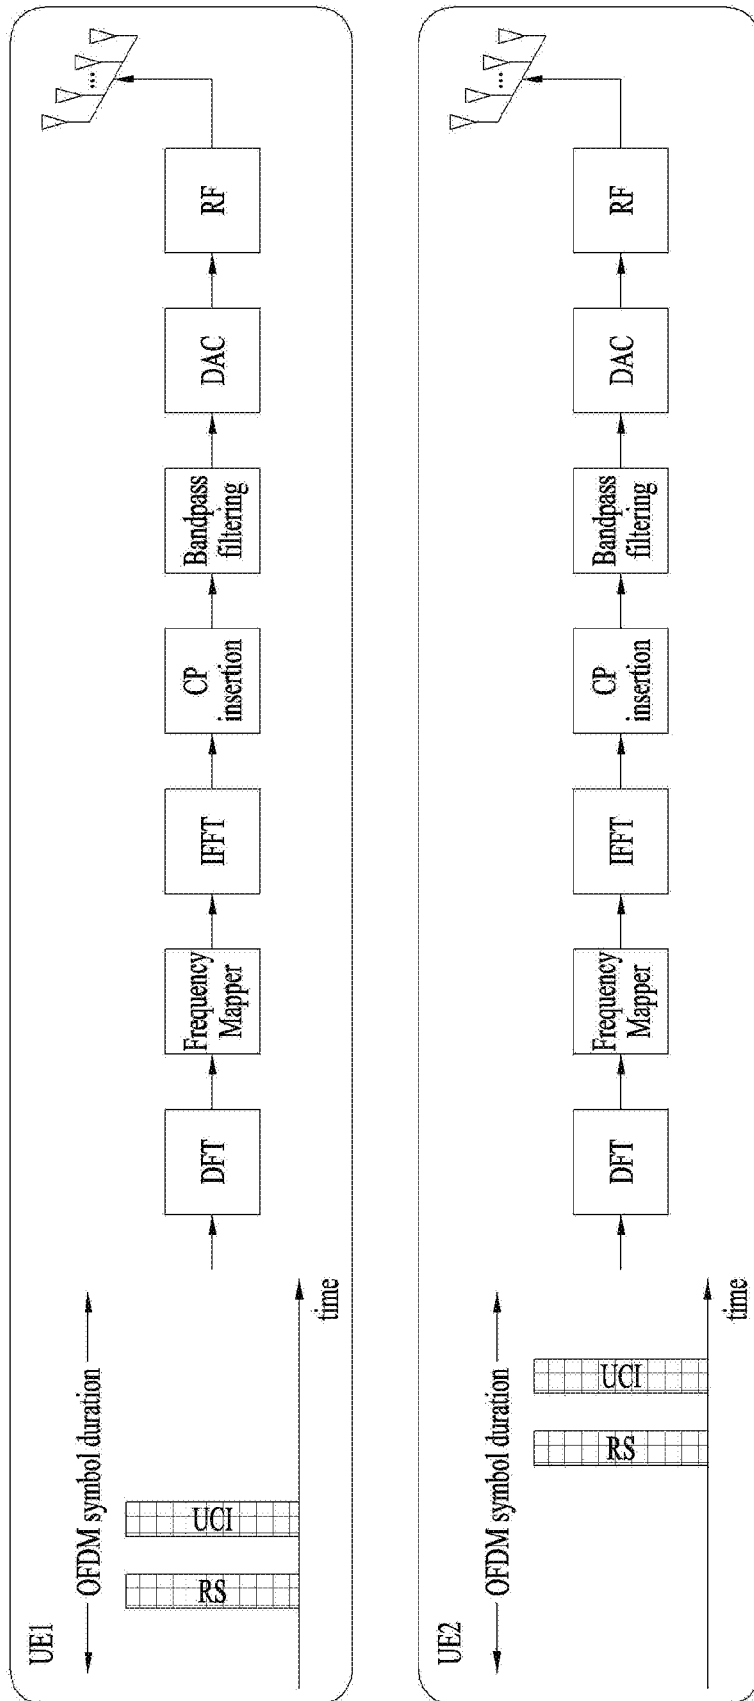 UE1
OFDM symbol duration
RS
UCI
time
DFT
Frequency
Mapper
IFFT
CP
insertion
Bandpass
filtering
DAC
RF
...
UE2
OFDM symbol duration
RS
UCI
time
DFT
Frequency
Mapper
IFFT
CP
insertion
Bandpass
filtering
DAC
RF
...